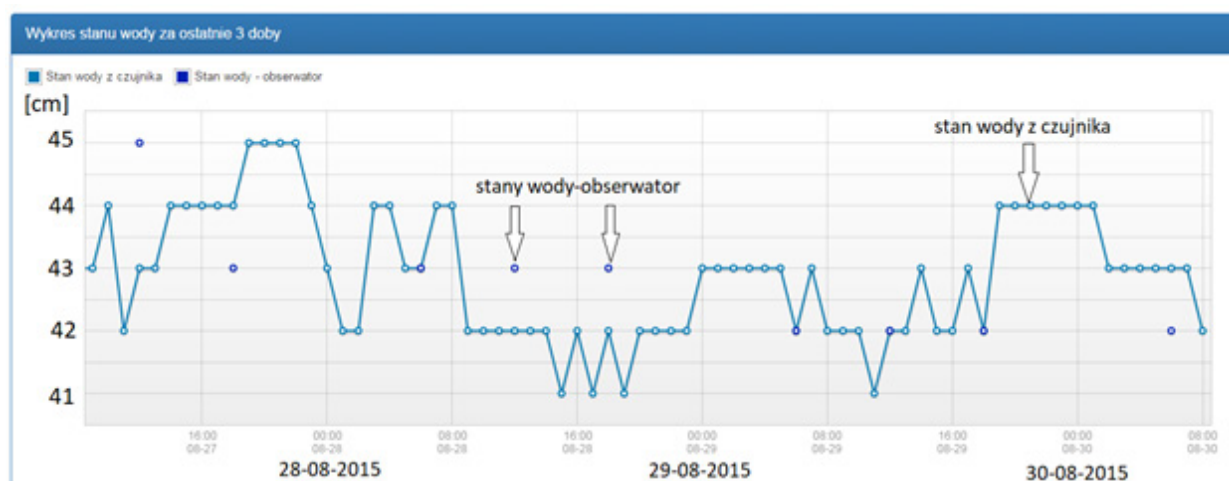 Wykres stanu wody za ostatnie 3 doby
Stan wody z czujnika Stan wody - obserwator
[cm]
45
44
43
42
41
stan wody z czujnika
stany wody-obserwator
16:00 00:00 08:00 16:00 00:00 08:00 16:00 00:00 08:00
08-27 08-28 08-28 08-28 08-29 08-29 08-29 08-30 08-30
28-08-2015 29-08-2015 30-08-2015